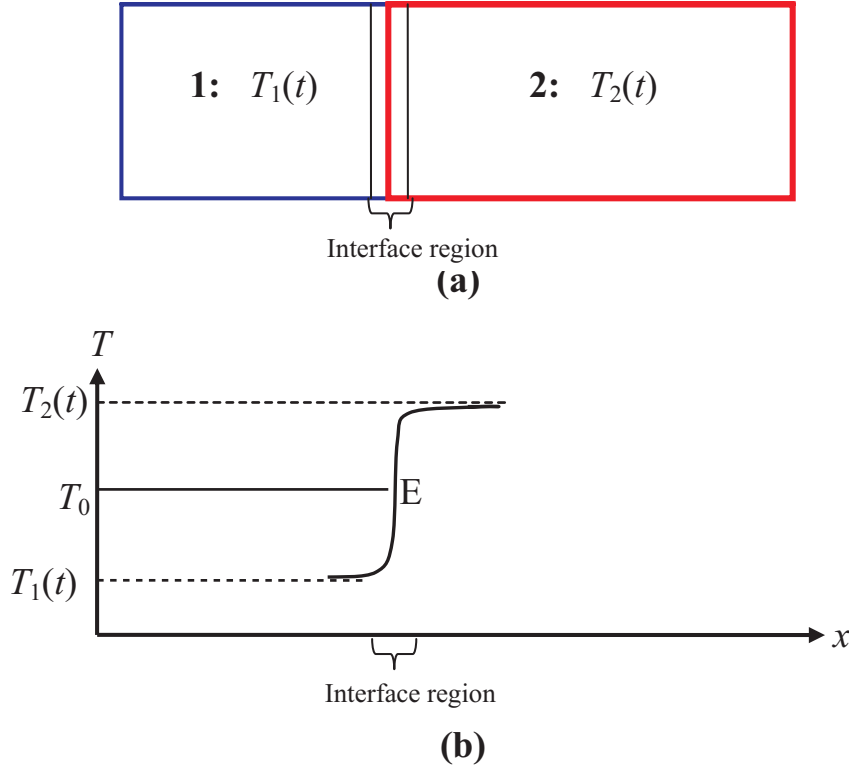 1: T₁(t)
2: T₂(t)
Interface region
(a)
T
T₂(t)
T₀
E
T₁(t)
x
Interface region
(b)